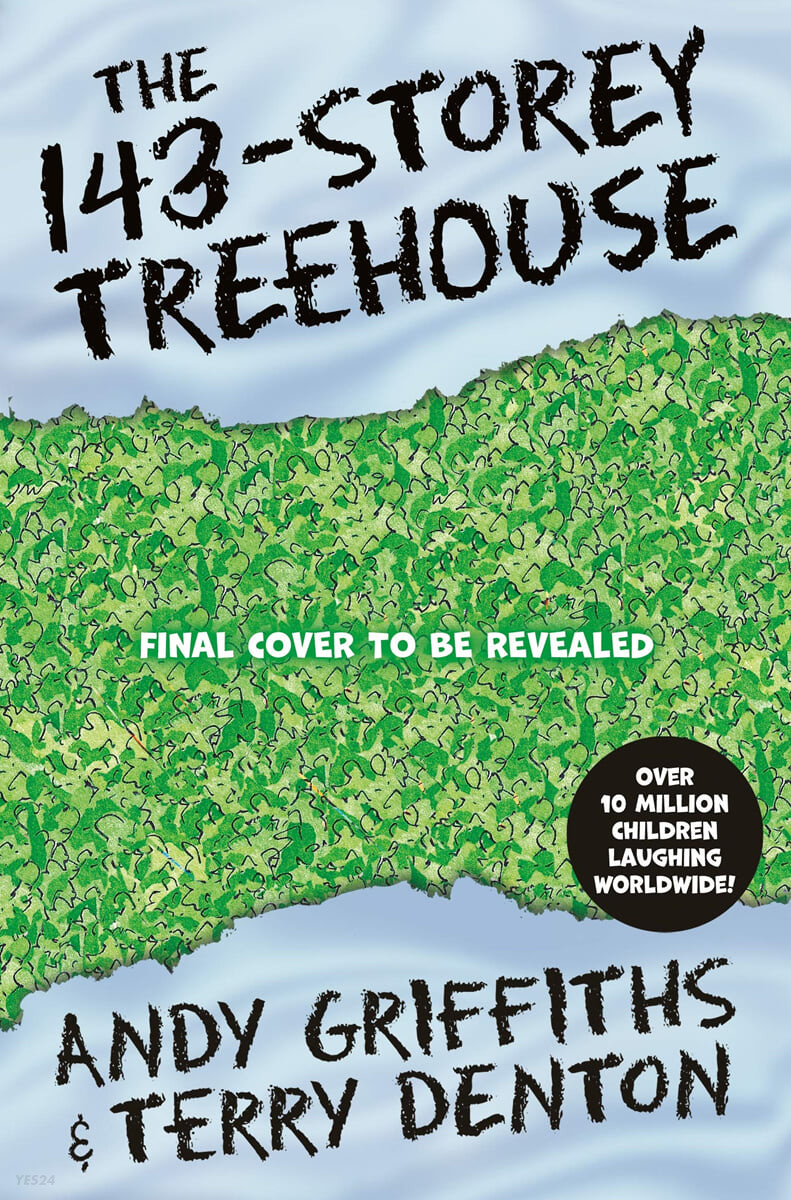 THE
143-STOREY
TREEHOUSE
FINAL COVER TO BE REVEALED
OVER
10 MILLION
CHILDREN
LAUGHING
WORLDWIDE!
ANDY GRIFFITHS
& TERRY DENTON
YES24